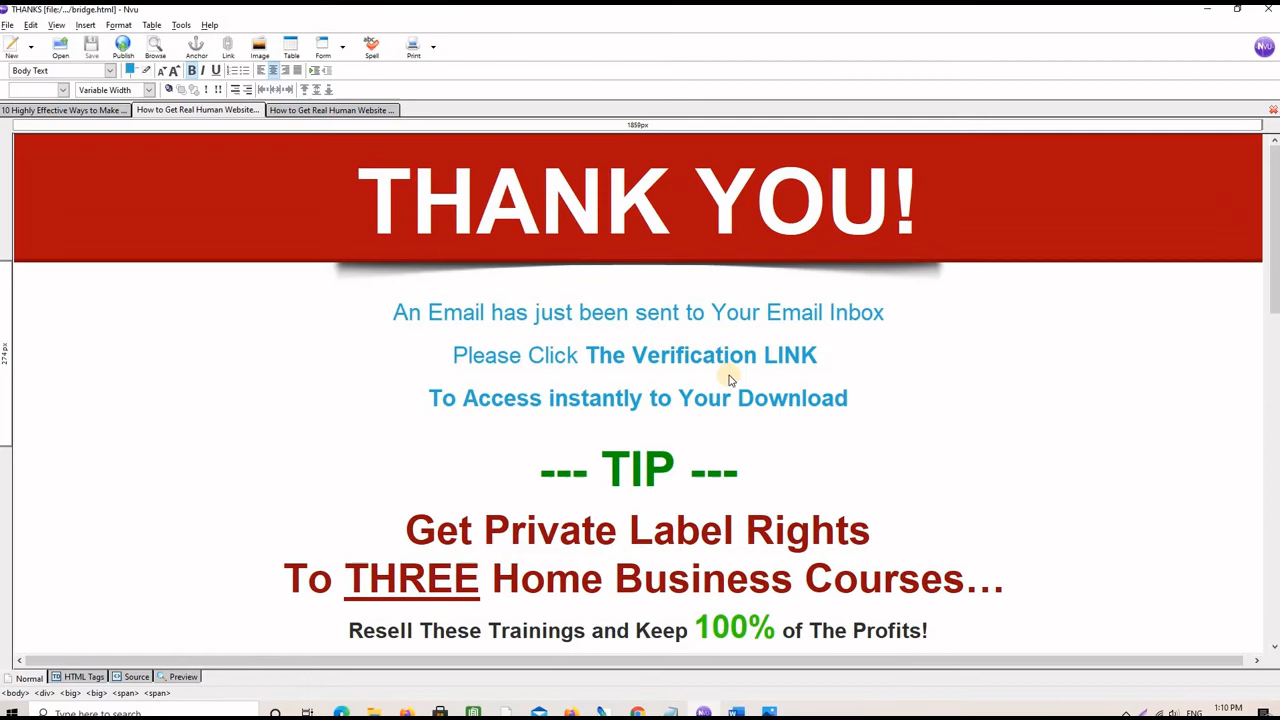 THANKS [file:/.../bridge.html] - Nvu
File Edit View Insert Format Table Tools Help
New Open Save Publish Browse Anchor Link Image Table Form Spell Print
Body Text
Variable Width
10 Highly Effective Ways to Make ... How to Get Real Human Website... How to Get Real Human Website ...
1859px
THANK YOU!
An Email has just been sent to Your Email Inbox
Please Click The Verification LINK
To Access instantly to Your Download
274px
--- TIP ---
Get Private Label Rights
To THREE Home Business Courses...
Resell These Trainings and Keep 100% of The Profits!
Normal HTML Tags Source Preview
<body> <div> <big> <big> <span> <span>
Type here to search
ENG 1:10 PM